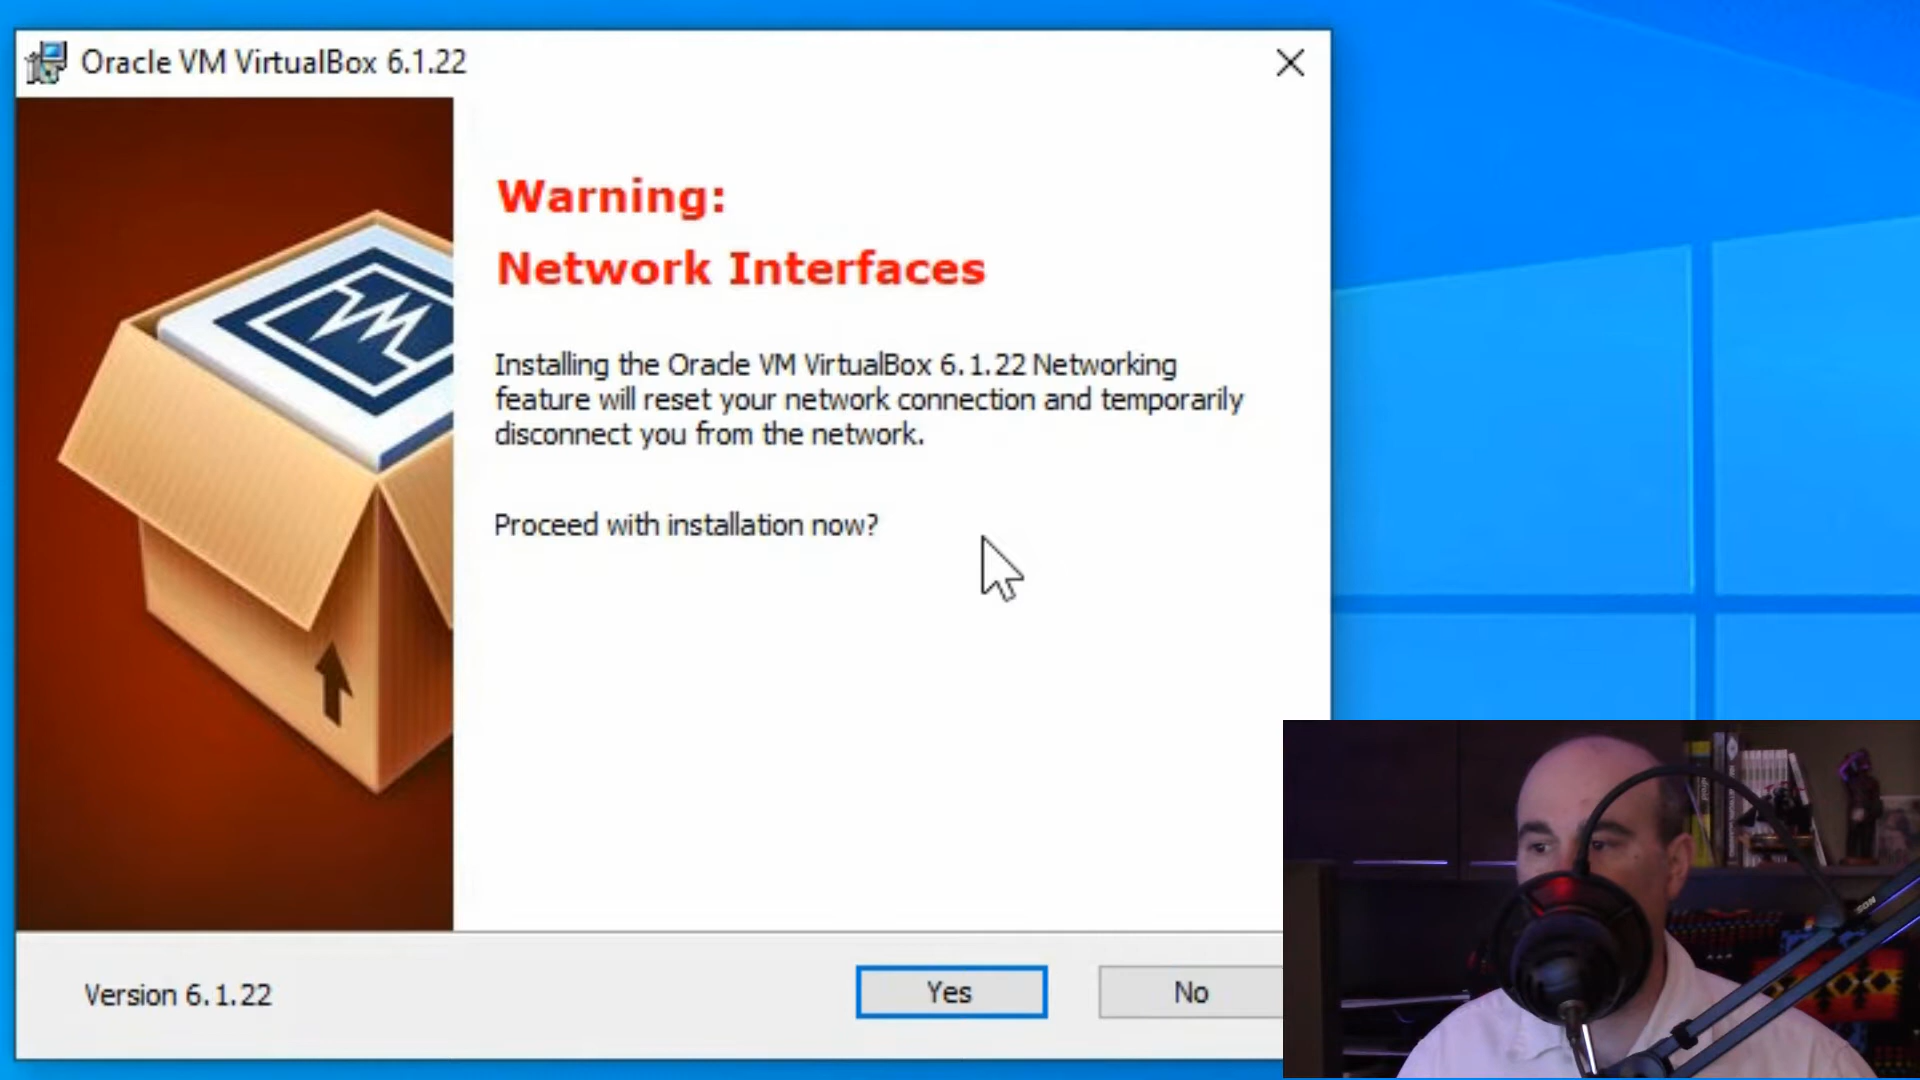 Oracle VM VirtualBox 6.1.22
Warning:
Network Interfaces
Installing the Oracle VM VirtualBox 6.1.22 Networking
feature will reset your network connection and temporarily
disconnect you from the network.
Proceed with installation now?
Version 6.1.22
Yes
No